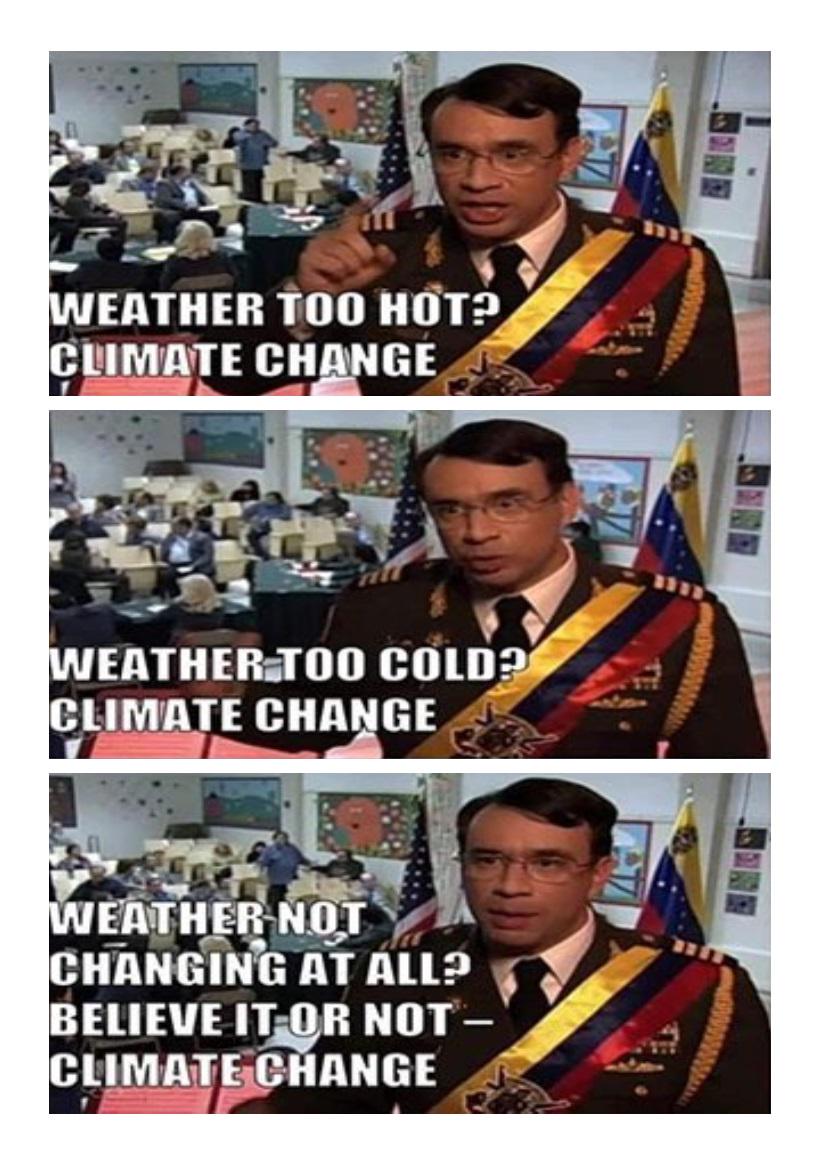 WEATHER TOO HOT?
CLIMATE CHANGE
WEATHER TOO COLD?
CLIMATE CHANGE
WEATHER NOT
CHANGING AT ALL?
BELIEVE IT OR NOT –
CLIMATE CHANGE